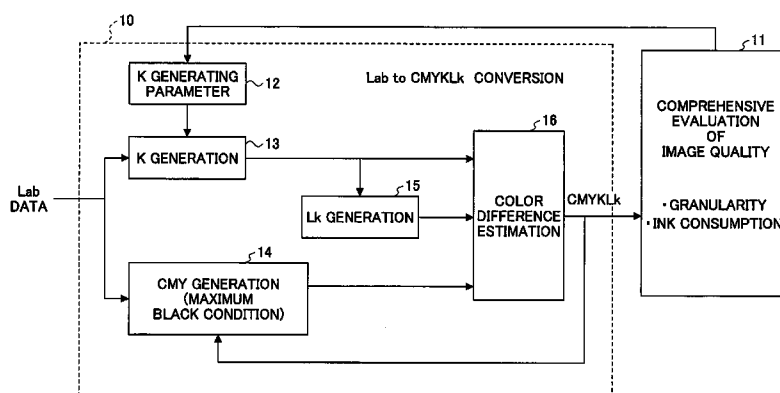 10
11
K GENERATING
PARAMETER
12
Lab to CMYKLk CONVERSION
COMPREHENSIVE
EVALUATION
OF
IMAGE QUALITY
・GRANULARITY
・INK CONSUMPTION
16
K GENERATION
13
Lab
DATA
15
Lk GENERATION
COLOR
DIFFERENCE
ESTIMATION
CMYKLk
14
CMY GENERATION
(MAXIMUM
BLACK CONDITION)